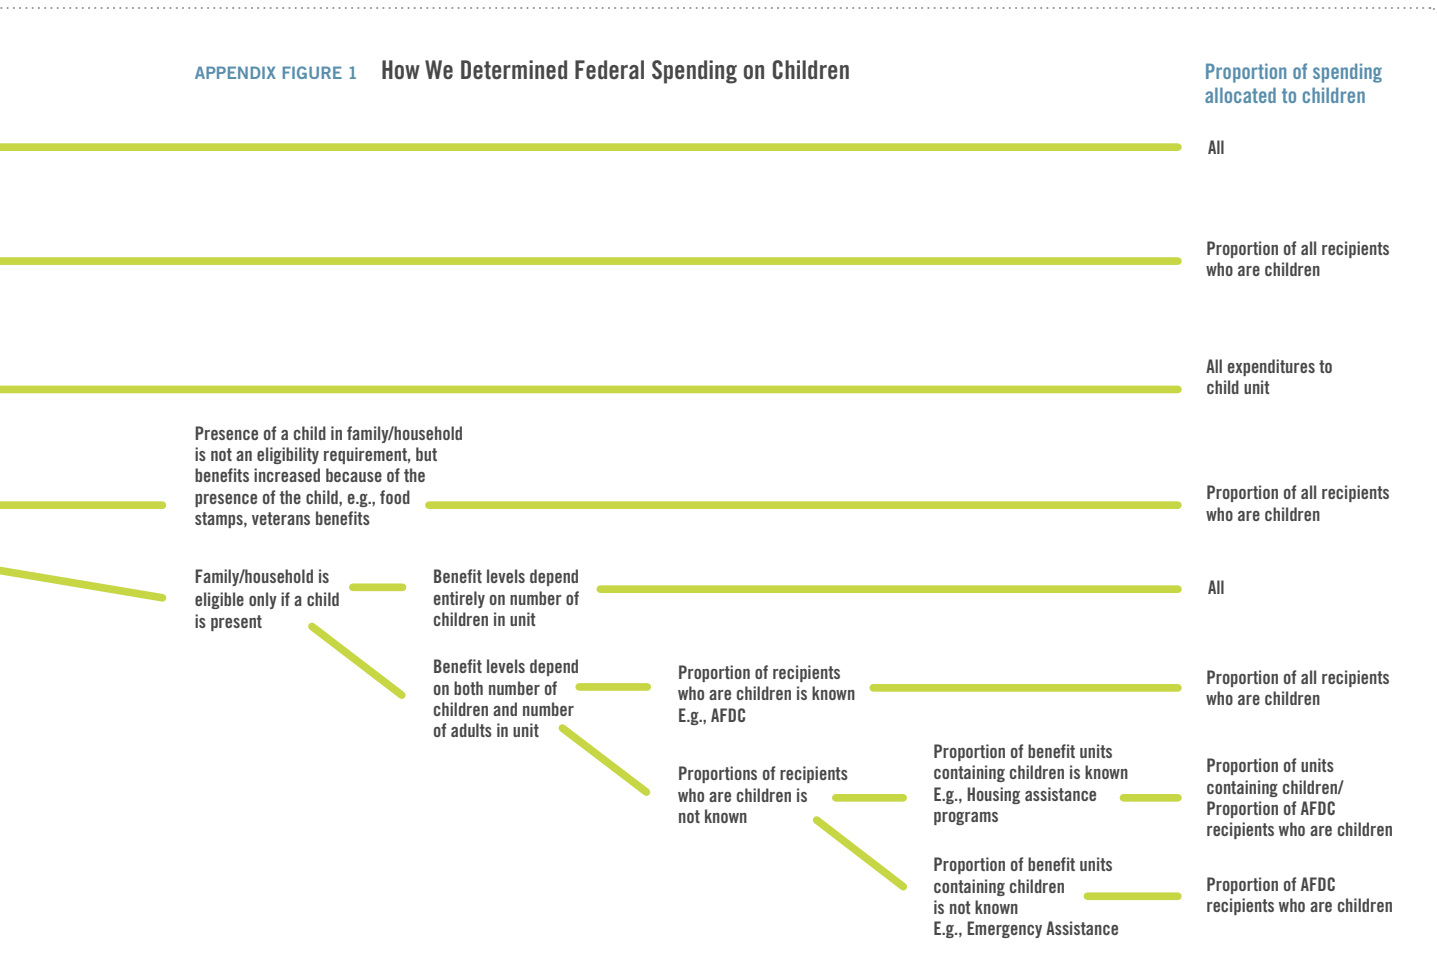 APPENDIX FIGURE 1 How We Determined Federal Spending on Children
Proportion of spending
allocated to children
All
Proportion of all recipients
who are children
All expenditures to
child unit
Presence of a child in family/household
is not an eligibility requirement, but
benefits increased because of the
presence of the child, e.g., food
stamps, veterans benefits
Proportion of all recipients
who are children
Family/household is
eligible only if a child
is present
Benefit levels depend
entirely on number of
children in unit
All
Benefit levels depend
on both number of
children and number
of adults in unit
Proportion of recipients
who are children is known
E.g., AFDC
Proportion of all recipients
who are children
Proportions of recipients
who are children is
not known
Proportion of benefit units
containing children is known
E.g., Housing assistance
programs
Proportion of units
containing children/
Proportion of AFDC
recipients who are children
Proportion of benefit units
containing children
is not known
E.g., Emergency Assistance
Proportion of AFDC
recipients who are children